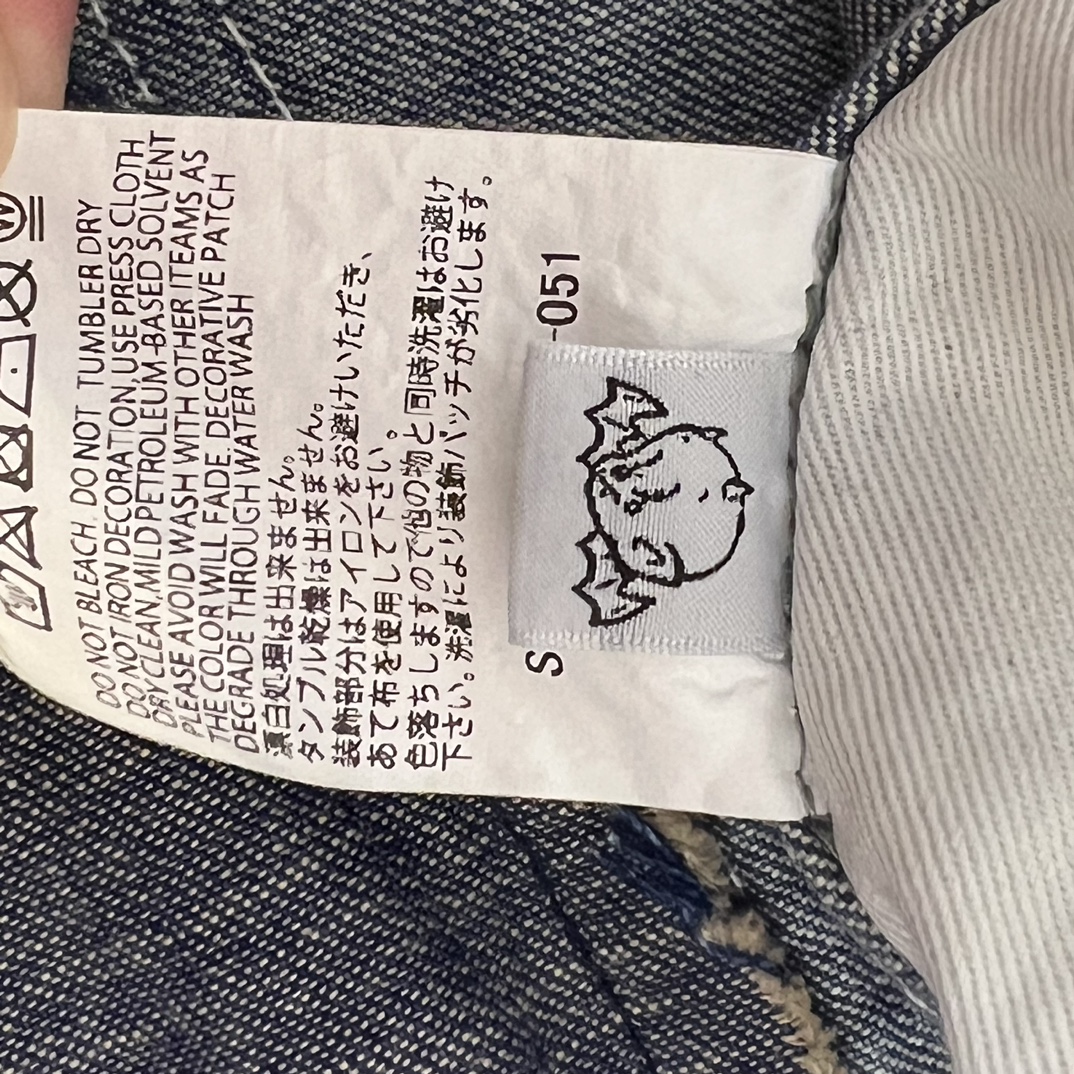 DO NOT BLEACH. DO NOT TUMBLER DRY
DO NOT IRON DECORATION,USE PRESS CLOTH
DRY CLEAN,MILD PETROLEUM-BASED SOLVENT
PLEASE AVOID WASH WITH OTHER ITEAMS AS
THE COLOR WILL FADE.DECORATIVE PATCH
DEGRADE THROUGH WATER WASH
漂白処理は出来ません。
タンブル乾燥は出来ません。
装飾部分はアイロンをお避けいただき、
あて布を使用して下さい。
色落ちしますので他の物と同時洗濯はお避け
下さい。洗濯により装飾パッチが劣化します。
S -051
W